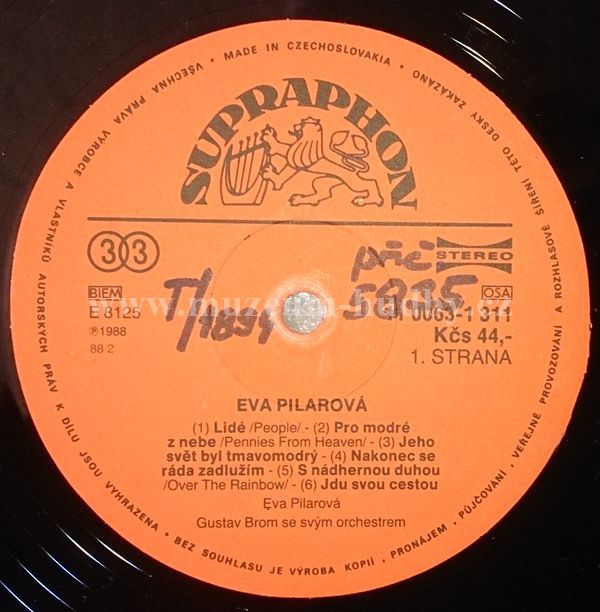 VŠECHNA PRÁVA VÝROBCE A VLASTNÍKŮ AUTORSKÝCH PRÁV K DÍLU JSOU VYHRAZENA • BEZ SOUHLASU JE VÝROBA KOPIÍ, PRONÁJEM, PŮJČOVÁNÍ, VEŘEJNÉ PROVOZOVÁNÍ A ROZHLASOVÉ ŠÍŘENÍ TÉTO DESKY ZAKÁZÁNO • MADE IN CZECHOSLOVAKIA •
SUPRAPHON
33
STEREO
BIEM
OSA
E 8125
℗1988
88 2
T/1899
0063-1311
Kčs 44,-
1. STRANA
EVA PILAROVÁ
(1) Lidé /People/ - (2) Pro modré
z nebe /Pennies From Heaven/ - (3) Jeho
svět byl tmavomodrý - (4) Nakonec se
ráda zadlužím - (5) S nádhernou duhou
/Over The Rainbow/ - (6) Jdu svou cestou
Eva Pilarová
Gustav Brom se svým orchestrem